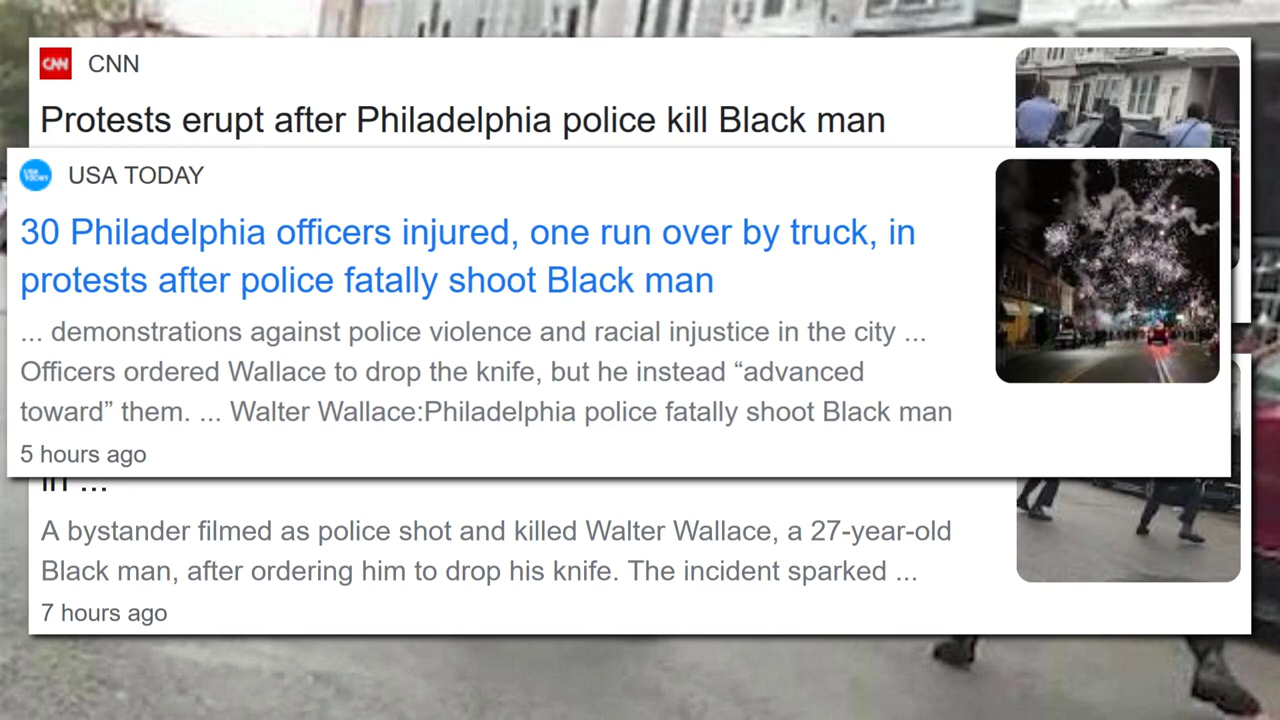 CNN
CNN
Protests erupt after Philadelphia police kill Black man
USA TODAY
USA TODAY
30 Philadelphia officers injured, one run over by truck, in
protests after police fatally shoot Black man
... demonstrations against police violence and racial injustice in the city ...
Officers ordered Wallace to drop the knife, but he instead “advanced
toward” them. ... Walter Wallace:Philadelphia police fatally shoot Black man
5 hours ago
in ...
A bystander filmed as police shot and killed Walter Wallace, a 27-year-old
Black man, after ordering him to drop his knife. The incident sparked ...
7 hours ago